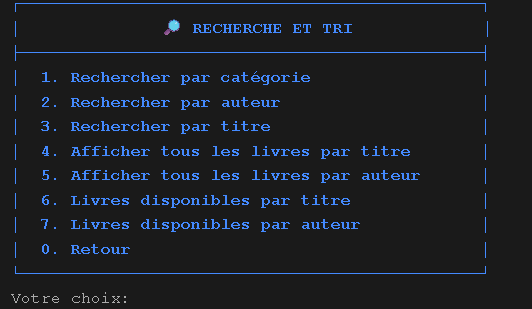 🔎 RECHERCHE ET TRI
1. Rechercher par catégorie
2. Rechercher par auteur
3. Rechercher par titre
4. Afficher tous les livres par titre
5. Afficher tous les livres par auteur
6. Livres disponibles par titre
7. Livres disponibles par auteur
0. Retour
Votre choix: